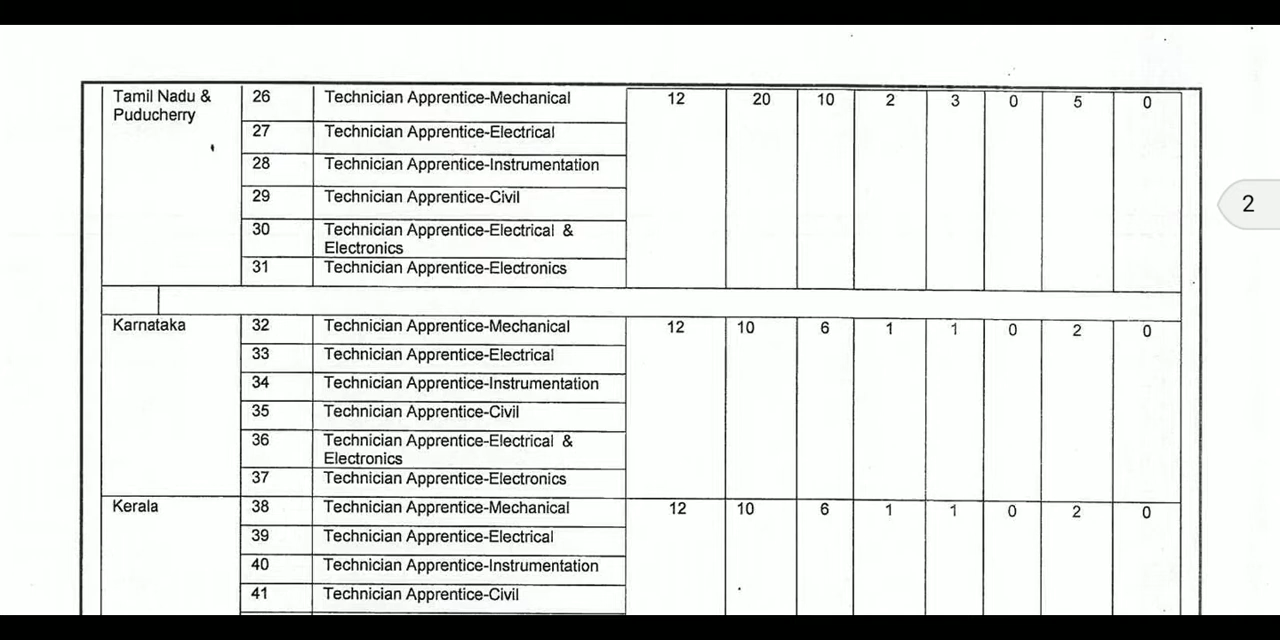 Tamil Nadu & 26 Technician Apprentice-Mechanical 12 20 10 2 3 0 5 0
Puducherry
27 Technician Apprentice-Electrical
28 Technician Apprentice-Instrumentation
29 Technician Apprentice-Civil
30 Technician Apprentice-Electrical &
Electronics
31 Technician Apprentice-Electronics
Karnataka 32 Technician Apprentice-Mechanical 12 10 6 1 1 0 2 0
33 Technician Apprentice-Electrical
34 Technician Apprentice-Instrumentation
35 Technician Apprentice-Civil
36 Technician Apprentice-Electrical &
Electronics
37 Technician Apprentice-Electronics
Kerala 38 Technician Apprentice-Mechanical 12 10 6 1 1 0 2 0
39 Technician Apprentice-Electrical
40 Technician Apprentice-Instrumentation
41 Technician Apprentice-Civil
2